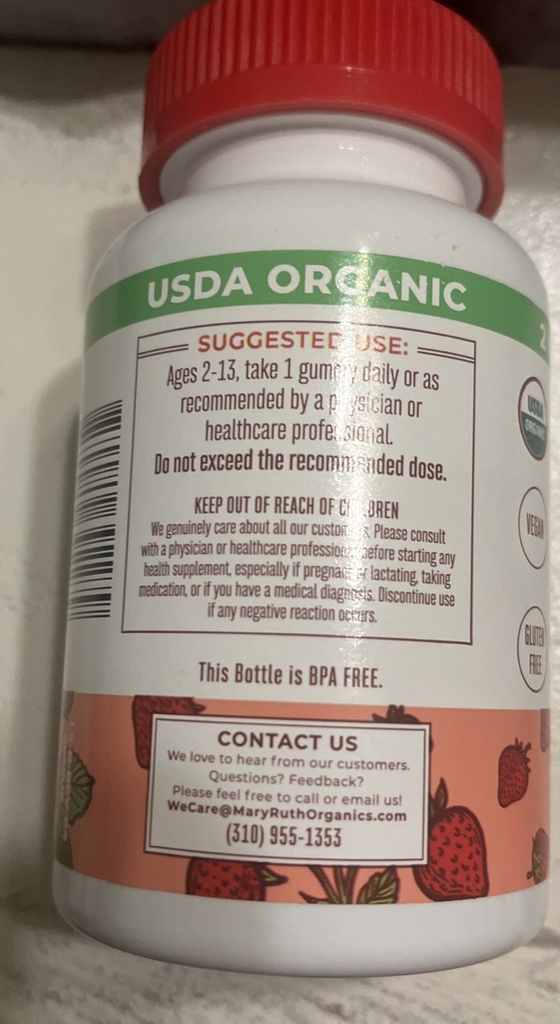 USDA ORGANIC
2
SUGGESTED USE:
Ages 2-13, take 1 gummy daily or as
recommended by a physician or
healthcare professional.
Do not exceed the recommended dose.
KEEP OUT OF REACH OF CHILDREN
We genuinely care about all our customers. Please consult
with a physician or healthcare professional before starting any
health supplement, especially if pregnant or lactating, taking
medication, or if you have a medical diagnosis. Discontinue use
if any negative reaction occurs.
This Bottle is BPA FREE.
USDA
ORGANIC
VEGAN
GLUTEN
FREE
CONTACT US
We love to hear from our customers.
Questions? Feedback?
Please feel free to call or email us!
WeCare@MaryRuthOrganics.com
(310) 955-1353